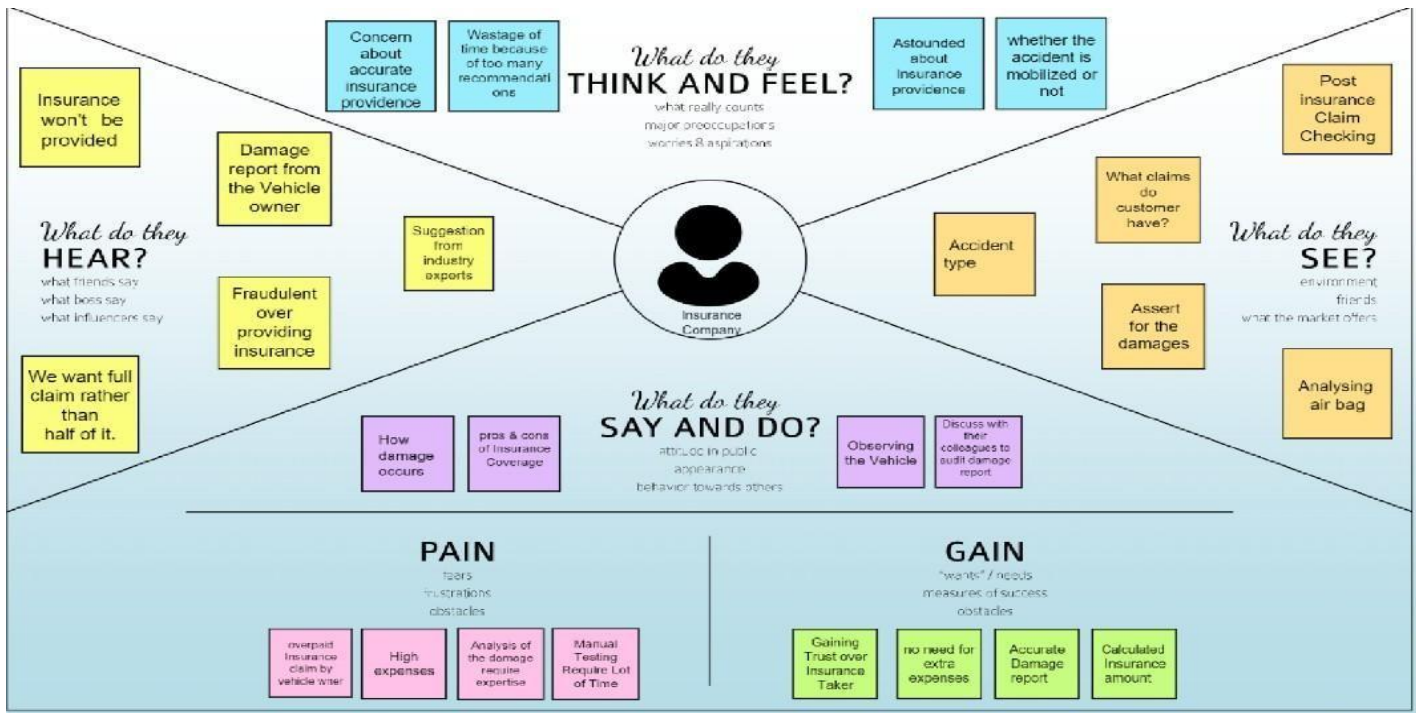 Concern
about
accurate
insurance
providence
Wastage of
time because
of too many
recommendati
ons
What do they
THINK AND FEEL?
what really counts
major preoccupations
worries & aspirations
Astounded
about
Insurance
providence
whether the
accident is
mobilized or
not
Insurance
won't be
provided
Damage
report from
the Vehicle
owner
Suggestion
from
industry
exports
What do they
HEAR?
what friends say
what boss say
what influencers say
Fraudulent
over
providing
insurance
We want full
claim rather
than
half of it.
Insurance
Company
Post
insurance
Claim
Checking
What claims
do
customer
have?
Accident
type
What do they
SEE?
environment
friends
what the market offers
Assert
for the
damages
Analysing
air bag
What do they
SAY AND DO?
attitude in public
appearance
behavior towards others
How
damage
occurs
pros & cons
of Insurance
Coverage
Observing
the Vehicle
Discuss with
their
colleagues to
audit damage
report
PAIN
fears
frustrations
obstacles
overpaid
Insurance
claim by
vehicle wner
High
expenses
Analysis of
the damage
require
expertise
Manual
Testing
Require Lot
of Time
GAIN
"wants" / needs
measures of success
obstacles
Gaining
Trust over
Insurance
Taker
no need for
extra
expenses
Accurate
Damage
report
Calculated
Insurance
amount